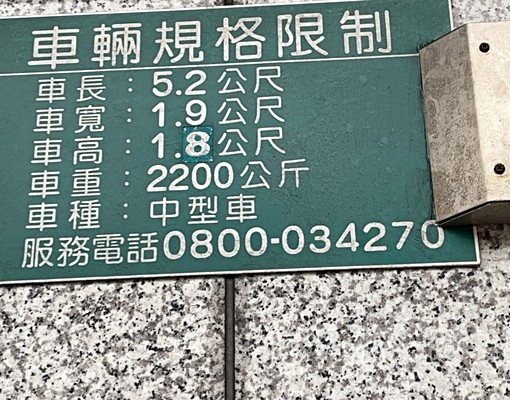 車輛規格限制
車長：5.2公尺
車寬：1.9公尺
車高：1.8公尺
車重：2200公斤
車種：中型車
服務電話0800-034270